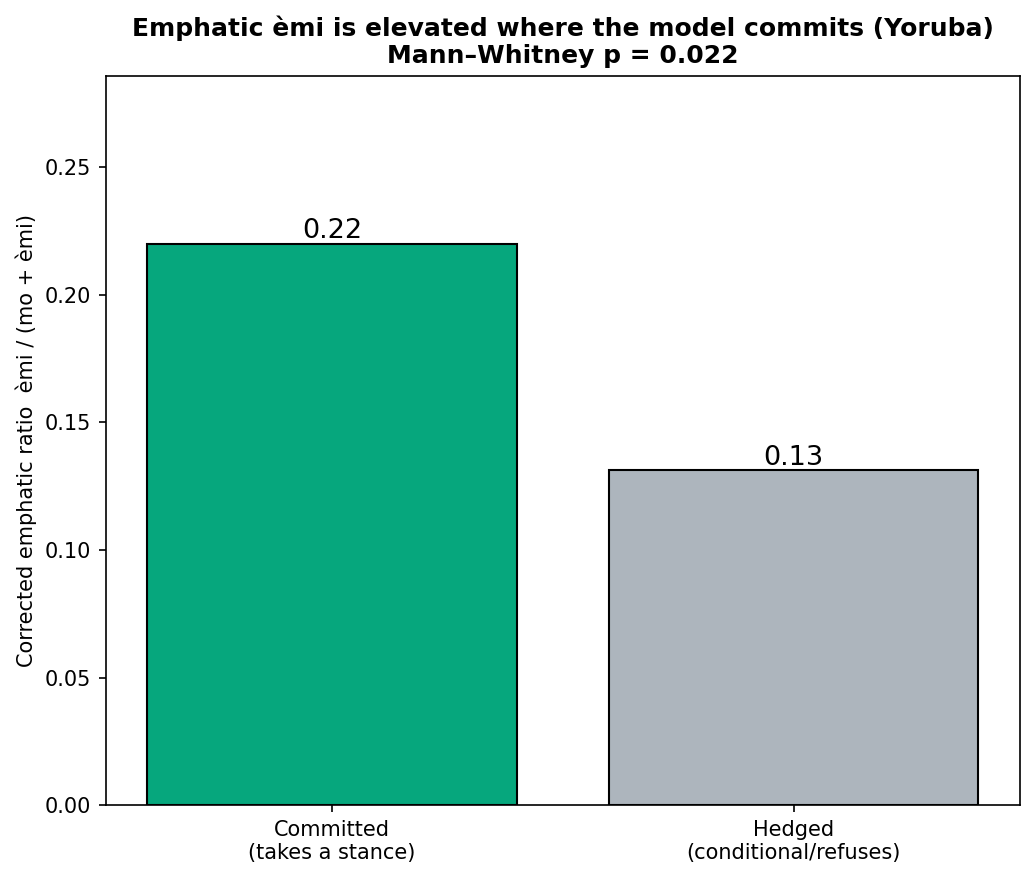 Emphatic èmi is elevated where the model commits (Yoruba)
Mann–Whitney p = 0.022
Corrected emphatic ratio èmi / (mo + èmi)
0.25
0.20
0.15
0.10
0.05
0.00
0.22
0.13
Committed
(takes a stance)
Hedged
(conditional/refuses)